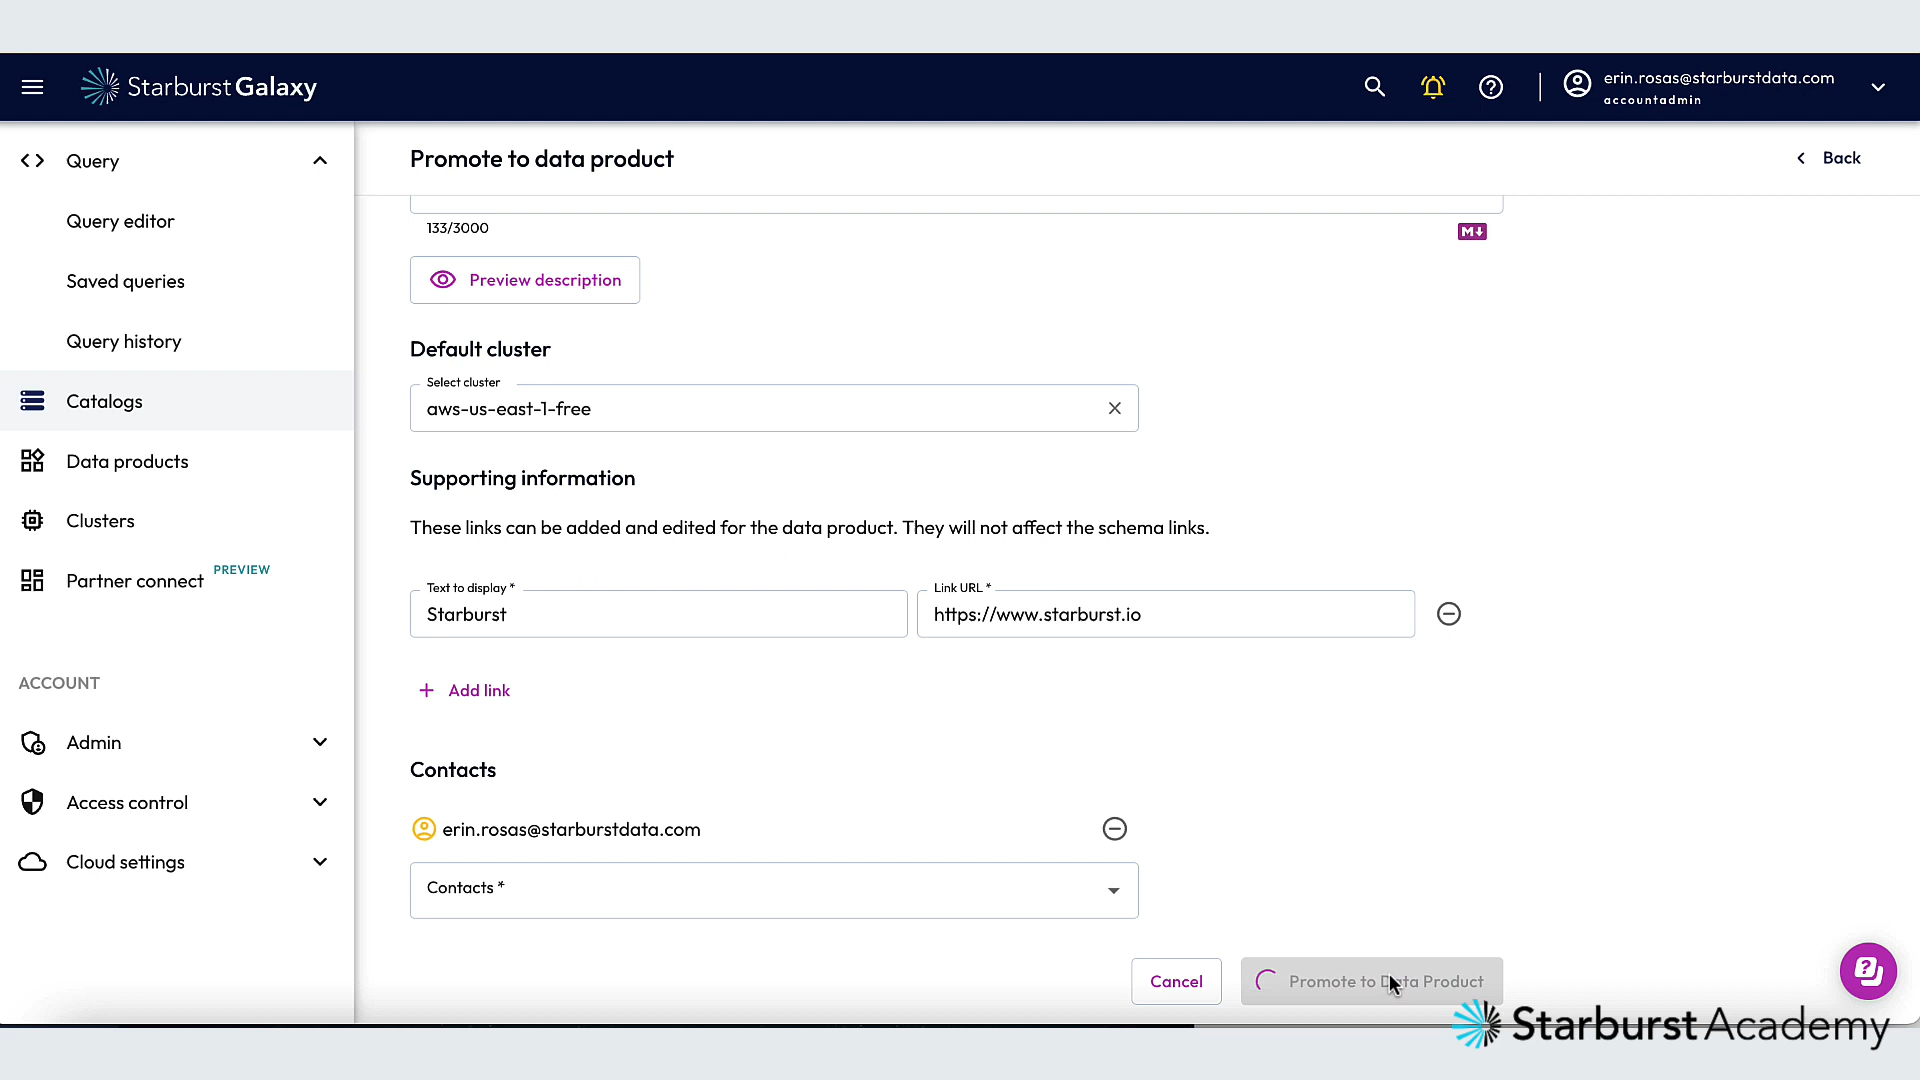 Starburst Galaxy
erin.rosas@starburstdata.com
accountadmin
Query
Query editor
Saved queries
Query history
Catalogs
Data products
Clusters
Partner connect PREVIEW
ACCOUNT
Admin
Access control
Cloud settings
Promote to data product
Back
133/3000
M
Preview description
Default cluster
Select cluster
aws-us-east-1-free
Supporting information
These links can be added and edited for the data product. They will not affect the schema links.
Text to display *
Starburst
Link URL *
https://www.starburst.io
+ Add link
Contacts
erin.rosas@starburstdata.com
Contacts *
Cancel
Promote to Data Product
Starburst Academy